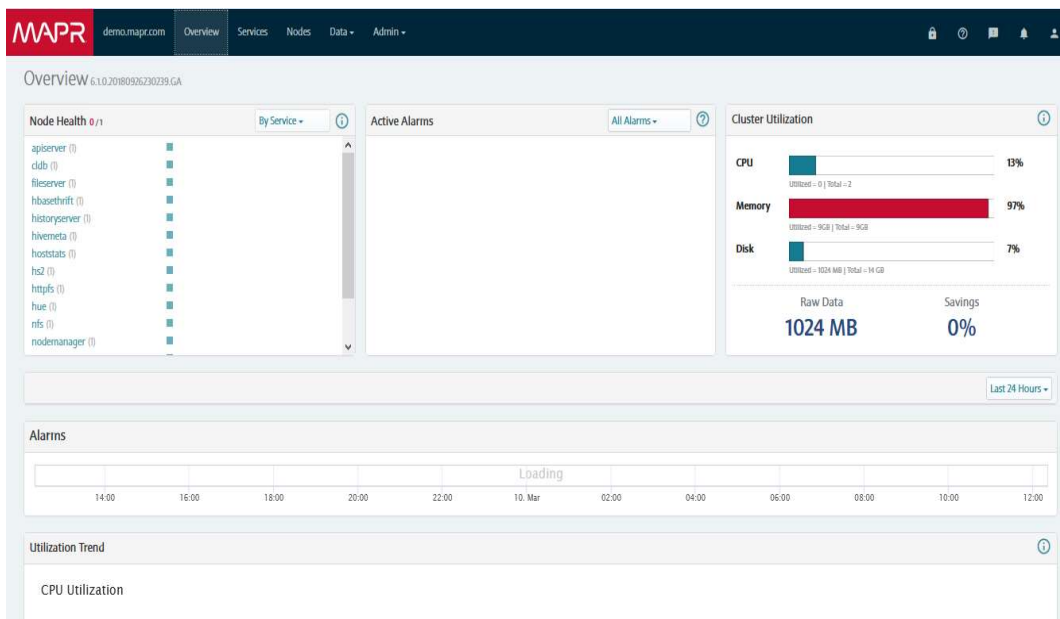 MAPR demo.mapr.com Overview Services Nodes Data Admin
Overview 6.1.0.20180926230239.GA
Node Health 0/1 By Service
apiserver (1)
cldb (1)
fileserver (1)
hbasethrift (1)
historyserver (1)
hivemeta (1)
hoststats (1)
hs2 (1)
httpfs (1)
hue (1)
nfs (1)
nodemanager (1)
Active Alarms All Alarms
Cluster Utilization
CPU 13%
Utilized = 0 | Total = 2
Memory 97%
Utilized = 9GB | Total = 9GB
Disk 7%
Utilized = 1024 MB | Total = 14 GB
Raw Data Savings
1024 MB 0%
Last 24 Hours
Alarms
Loading
14:00 16:00 18:00 20:00 22:00 10. Mar 02:00 04:00 06:00 08:00 10:00 12:00
Utilization Trend
CPU Utilization